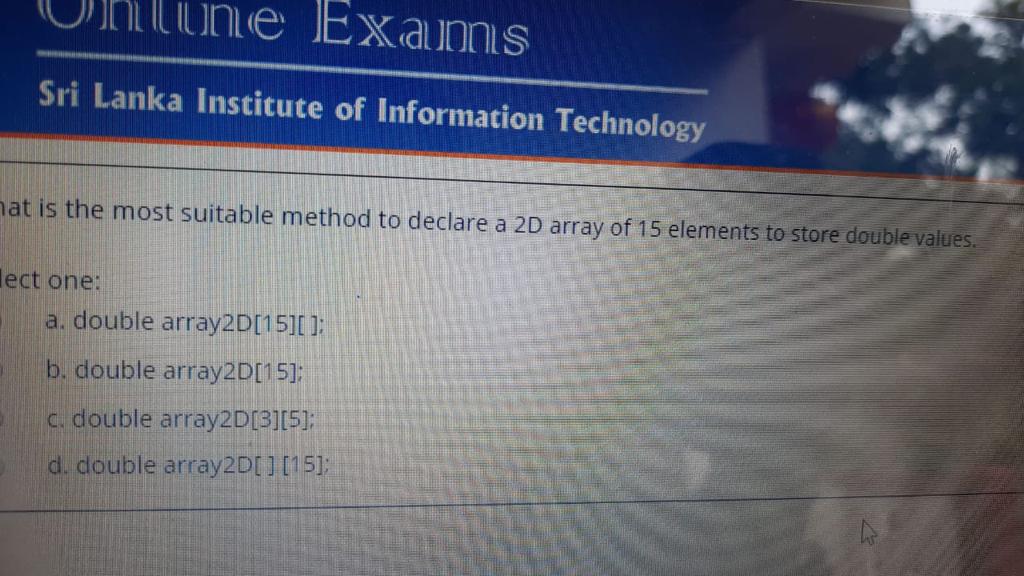 Online Exams
Sri Lanka Institute of Information Technology
hat is the most suitable method to declare a 2D array of 15 elements to store double values.
lect one:
a. double array2D[15][ ];
b. double array2D[15];
c. double array2D[3][5];
d. double array2D[ ] [15];